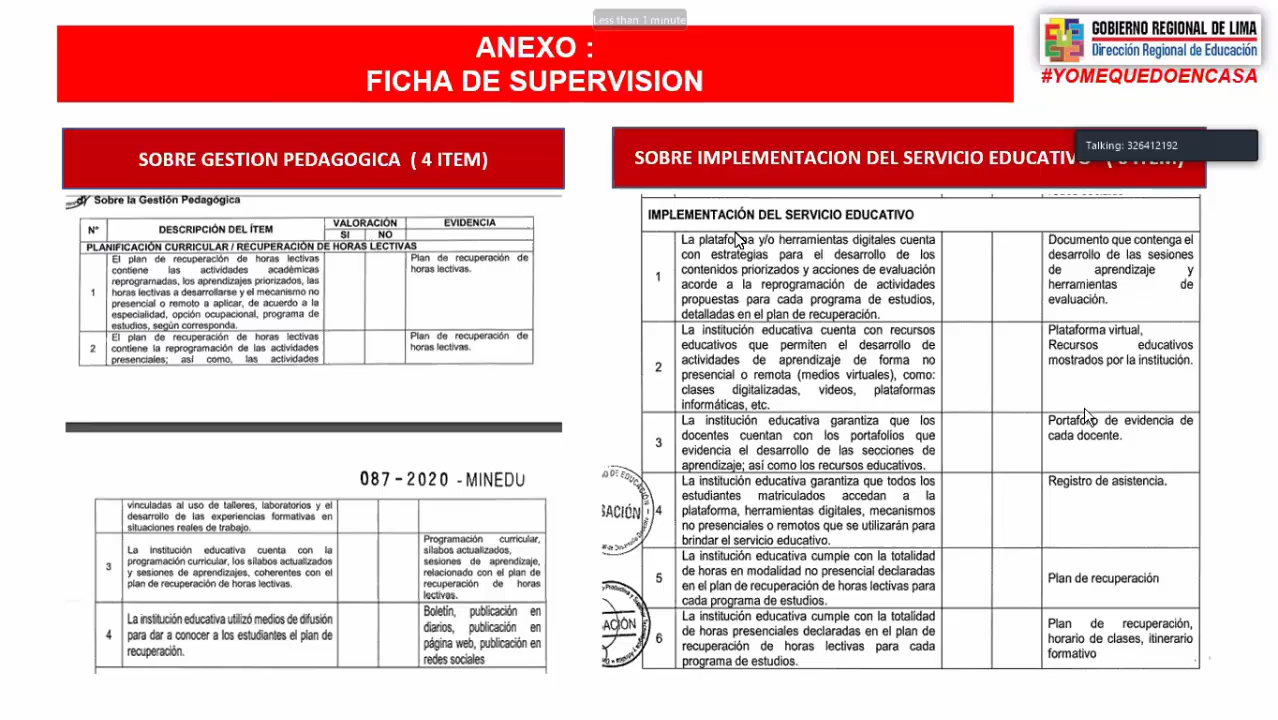 Less than 1 minute
ANEXO :
FICHA DE SUPERVISION
GOBIERNO REGIONAL DE LIMA
Dirección Regional de Educación
#YOMEQUEDOENCASA
SOBRE GESTION PEDAGOGICA ( 4 ITEM)
d) Sobre la Gestión Pedagógica
N° DESCRIPCIÓN DEL ÍTEM VALORACIÓN EVIDENCIA
SI NO
PLANIFICACIÓN CURRICULAR / RECUPERACIÓN DE HORAS LECTIVAS
1
El plan de recuperación de horas lectivas
contiene las actividades académicas
reprogramadas, los aprendizajes priorizados, las
horas lectivas a desarrollarse y el mecanismo no
presencial o remoto a aplicar, de acuerdo a la
especialidad, opción ocupacional, programa de
estudios, según corresponda.
Plan de recuperación de
horas lectivas.
2
El plan de recuperación de horas lectivas
contiene la reprogramación de las actividades
presenciales; así como, las actividades
Plan de recuperación de
horas lectivas.
087-2020 - MINEDU
vinculadas al uso de talleres, laboratorios y el
desarrollo de las experiencias formativas en
situaciones reales de trabajo.
3
La institución educativa cuenta con la
programación curricular, los sílabos actualizados
y sesiones de aprendizajes, coherentes con el
plan de recuperación de horas lectivas.
Programación curricular,
sílabos actualizados,
sesiones de aprendizaje,
relacionado con el plan de
recuperación de horas
lectivas.
4
La institución educativa utilizó medios de difusión
para dar a conocer a los estudiantes el plan de
recuperación.
Boletín, publicación en
diarios, publicación en
página web, publicación en
redes sociales
SOBRE IMPLEMENTACION DEL SERVICIO EDUCATIVO
ITEM)
Talking: 326412192
IMPLEMENTACIÓN DEL SERVICIO EDUCATIVO
1
La plataforma y/o herramientas digitales cuenta
con estrategias para el desarrollo de los
contenidos priorizados y acciones de evaluación
acorde a la reprogramación de actividades
propuestas para cada programa de estudios,
detalladas en el plan de recuperación.
Documento que contenga el
desarrollo de las sesiones
de aprendizaje y
herramientas de
evaluación.
2
La institución educativa cuenta con recursos
educativos que permiten el desarrollo de
actividades de aprendizaje de forma no
presencial o remota (medios virtuales), como:
clases digitalizadas, videos, plataformas
informáticas, etc.
Plataforma virtual,
Recursos educativos
mostrados por la institución.
3
La institución educativa garantiza que los
docentes cuentan con los portafolios que
evidencia el desarrollo de las secciones de
aprendizaje; así como los recursos educativos.
Portafolio de evidencia de
cada docente.
4
La institución educativa garantiza que todos los
estudiantes matriculados accedan a la
plataforma, herramientas digitales, mecanismos
no presenciales o remotos que se utilizarán para
brindar el servicio educativo.
Registro de asistencia.
5
La institución educativa cumple con la totalidad
de horas en modalidad no presencial declaradas
en el plan de recuperación de horas lectivas para
cada programa de estudios.
Plan de recuperación
6
La institución educativa cumple con la totalidad
de horas presenciales declaradas en el plan de
recuperación de horas lectivas para cada
programa de estudios.
Plan de recuperación,
horario de clases, itinerario
formativo